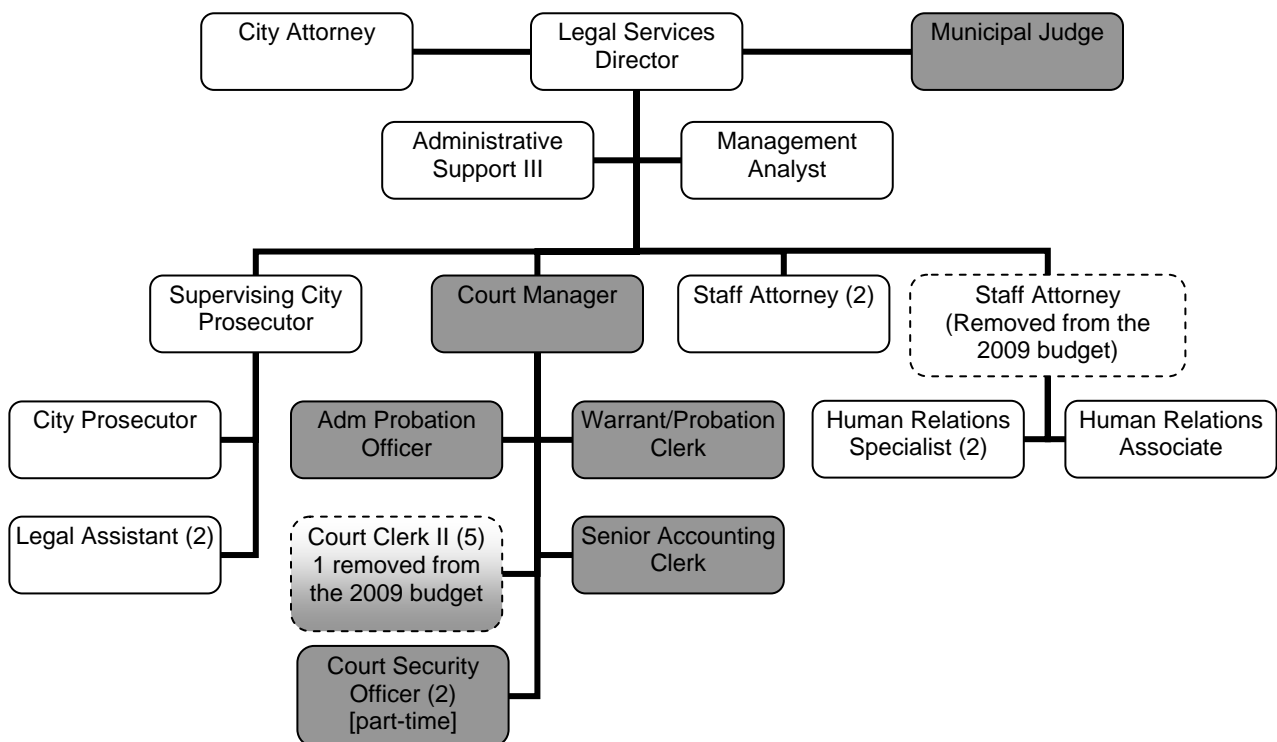 City Attorney
Legal Services
Director
Municipal Judge
Administrative
Support III
Management
Analyst
Supervising City
Prosecutor
Court Manager
Staff Attorney (2)
Staff Attorney
(Removed from the
2009 budget)
City Prosecutor
Adm Probation
Officer
Warrant/Probation
Clerk
Human Relations
Specialist (2)
Human Relations
Associate
Legal Assistant (2)
Court Clerk II (5)
1 removed from
the 2009 budget
Senior Accounting
Clerk
Court Security
Officer (2)
[part-time]